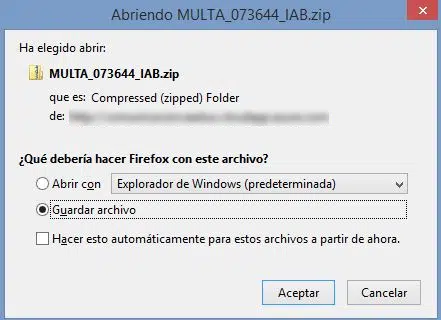 Abriendo MULTA_073644_IAB.zip
Ha elegido abrir:
MULTA_073644_IAB.zip
que es: Compressed (zipped) Folder
de:
¿Qué debería hacer Firefox con este archivo?
Abrir con Explorador de Windows (predeterminada)
Guardar archivo
Hacer esto automáticamente para estos archivos a partir de ahora.
Aceptar Cancelar